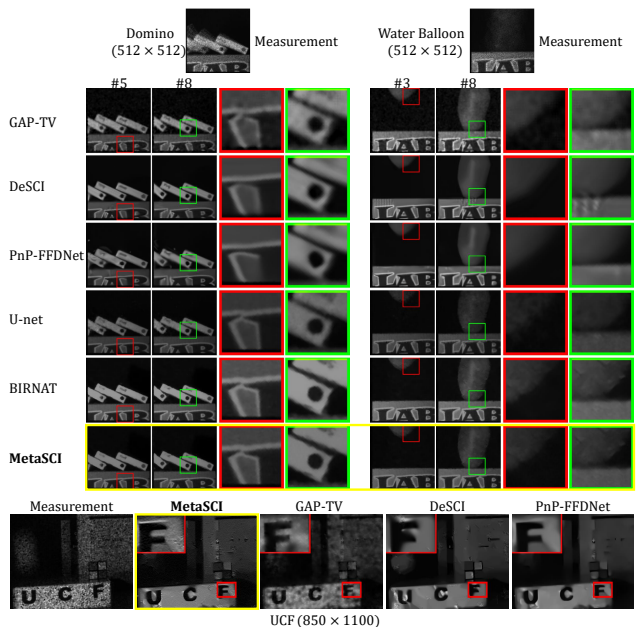 Domino
(512 × 512)
Measurement
Water Balloon
(512 × 512)
Measurement
#5 #8 #3 #8
GAP-TV
DeSCI
PnP-FFDNet
U-net
BIRNAT
MetaSCI
Measurement MetaSCI GAP-TV DeSCI PnP-FFDNet
F F F F
U C F U C F U C F U C F U C F
UCF (850 × 1100)